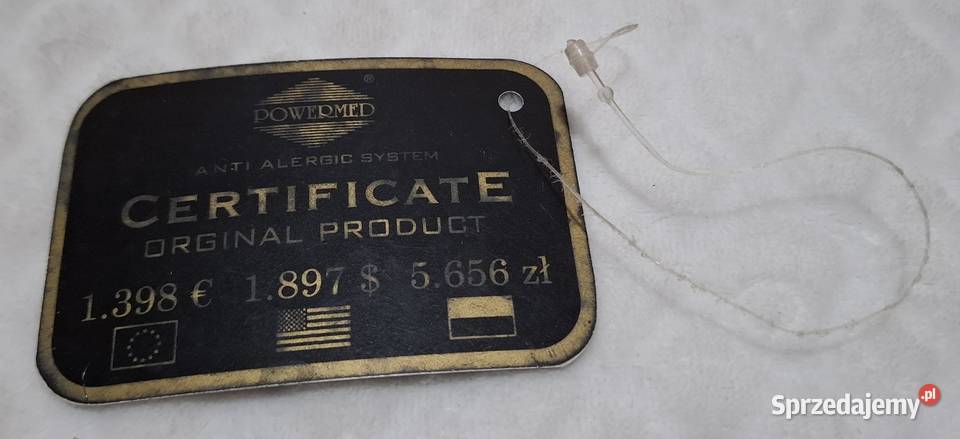 POWERMED ®
ANTI ALERGIC SYSTEM
CERTIFICATE
ORGINAL PRODUCT
1.398 € 1.897 $ 5.656 zł
Sprzedajemy.pl